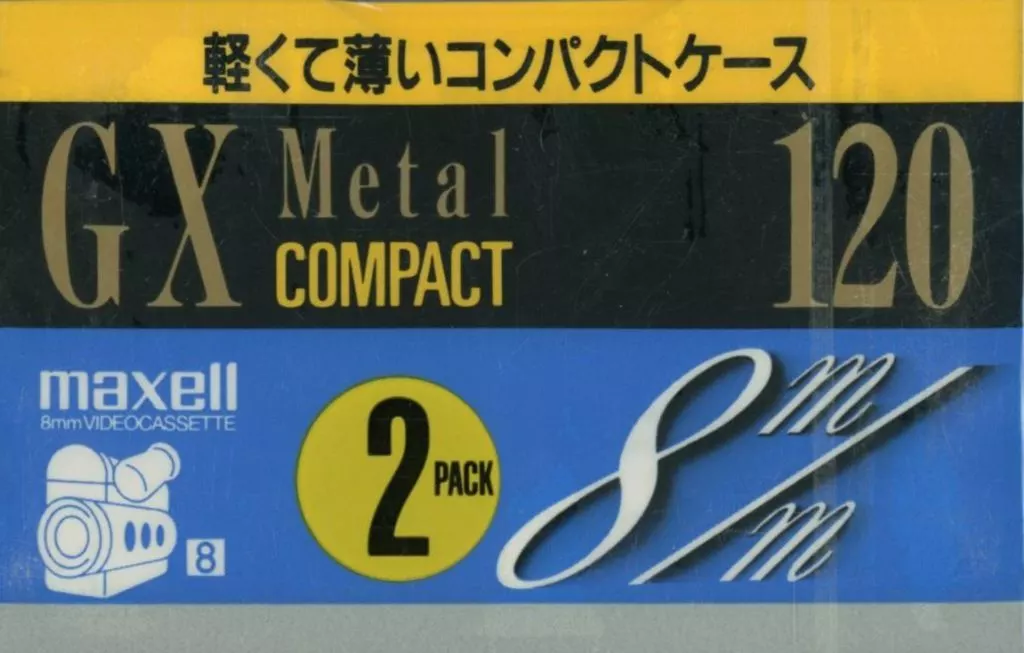 軽くて薄いコンパクトケース
GX Metal 120
COMPACT
maxell
8mm VIDEOCASSETTE
2 PACK
8 m/m
8